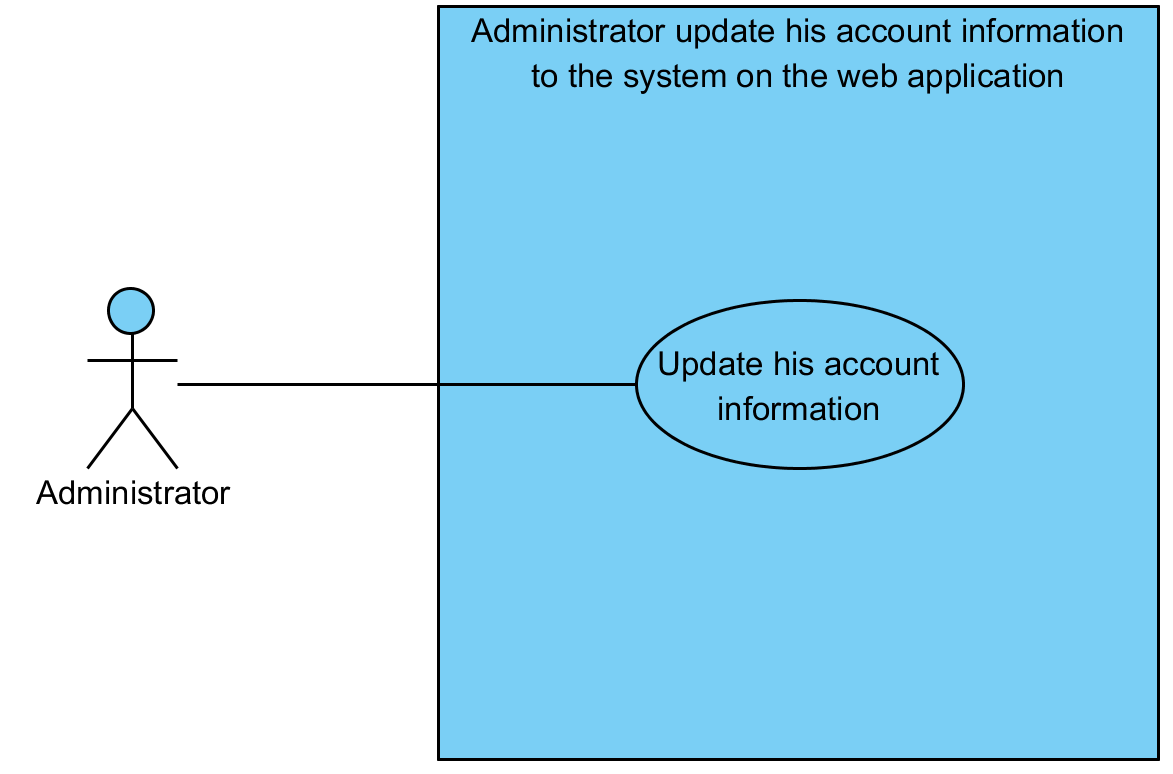 Administrator update his account information
to the system on the web application
Update his account
information
Administrator